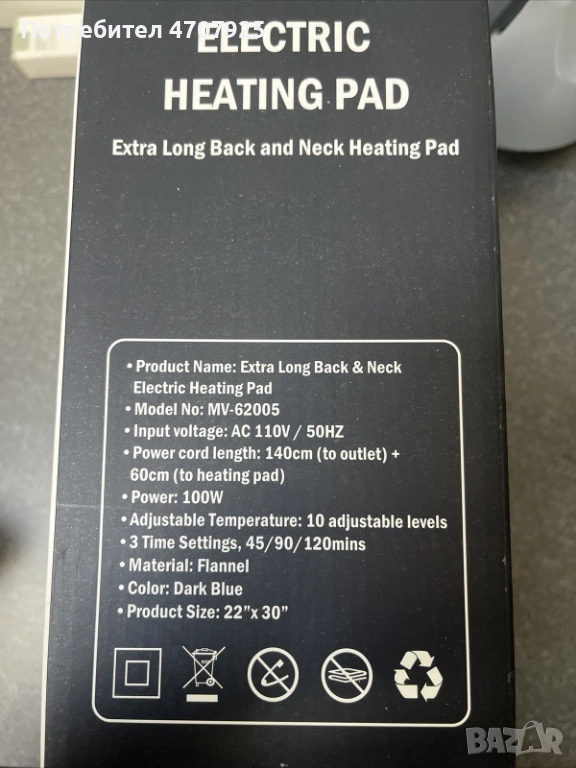 Потребител 4707925
ELECTRIC
HEATING PAD
Extra Long Back and Neck Heating Pad
• Product Name: Extra Long Back & Neck
Electric Heating Pad
• Model No: MV-62005
• Input voltage: AC 110V / 50HZ
• Power cord length: 140cm (to outlet) +
60cm (to heating pad)
• Power: 100W
• Adjustable Temperature: 10 adjustable levels
• 3 Time Settings, 45/90/120mins
• Material: Flannel
• Color: Dark Blue
• Product Size: 22”x 30”
BAZAR